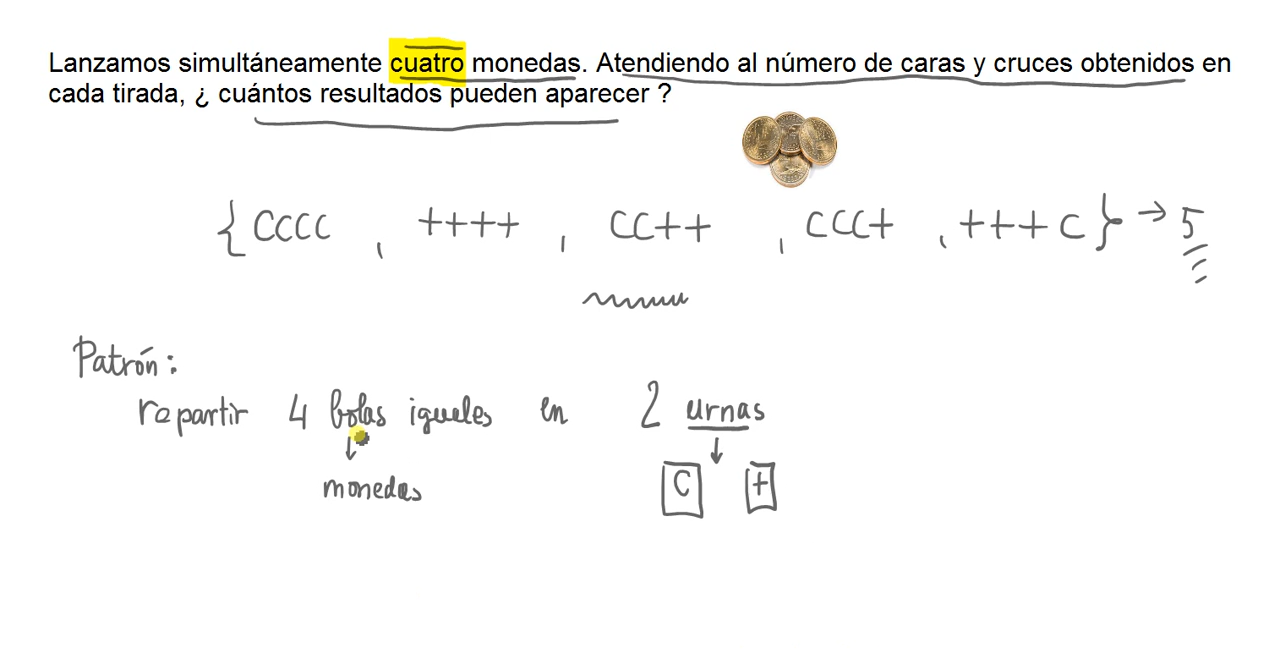 Lanzamos simultáneamente cuatro monedas. Atendiendo al número de caras y cruces obtenidos en
cada tirada, ¿ cuántos resultados pueden aparecer ?
{CCCC , ++++ , CC++ , CCC+ , +++C} → 5
Patrón:
repartir 4 bolas iguales en 2 urnas
monedas C +